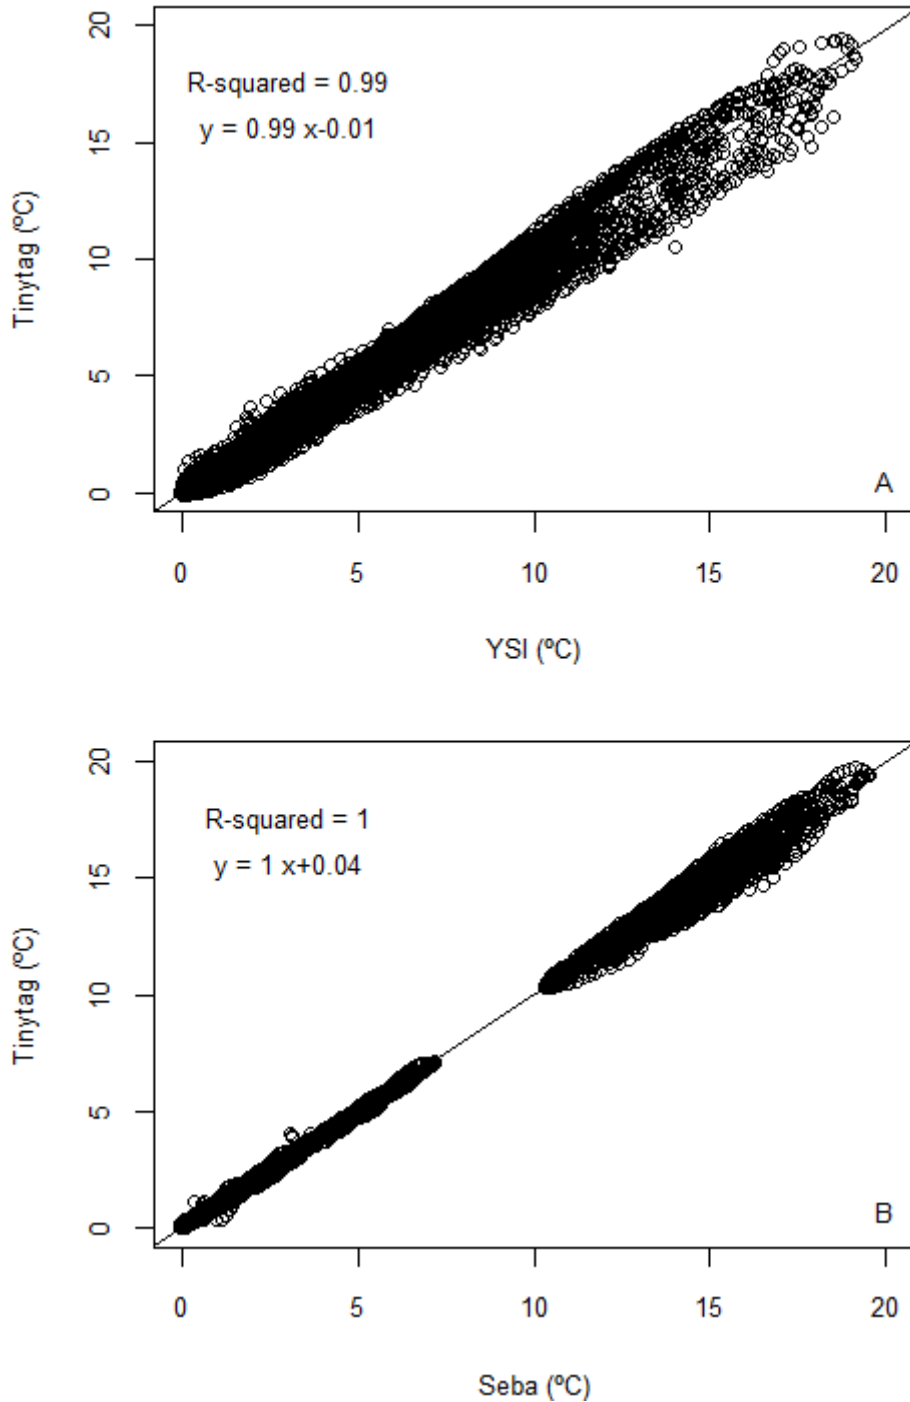 R-squared = 0.99
y = 0.99 x-0.01
Tinytag (ºC)
20
15
10
5
0
A
0 5 10 15 20
YSI (ºC)
R-squared = 1
y = 1 x+0.04
Tinytag (ºC)
20
15
10
5
0
B
0 5 10 15 20
Seba (ºC)